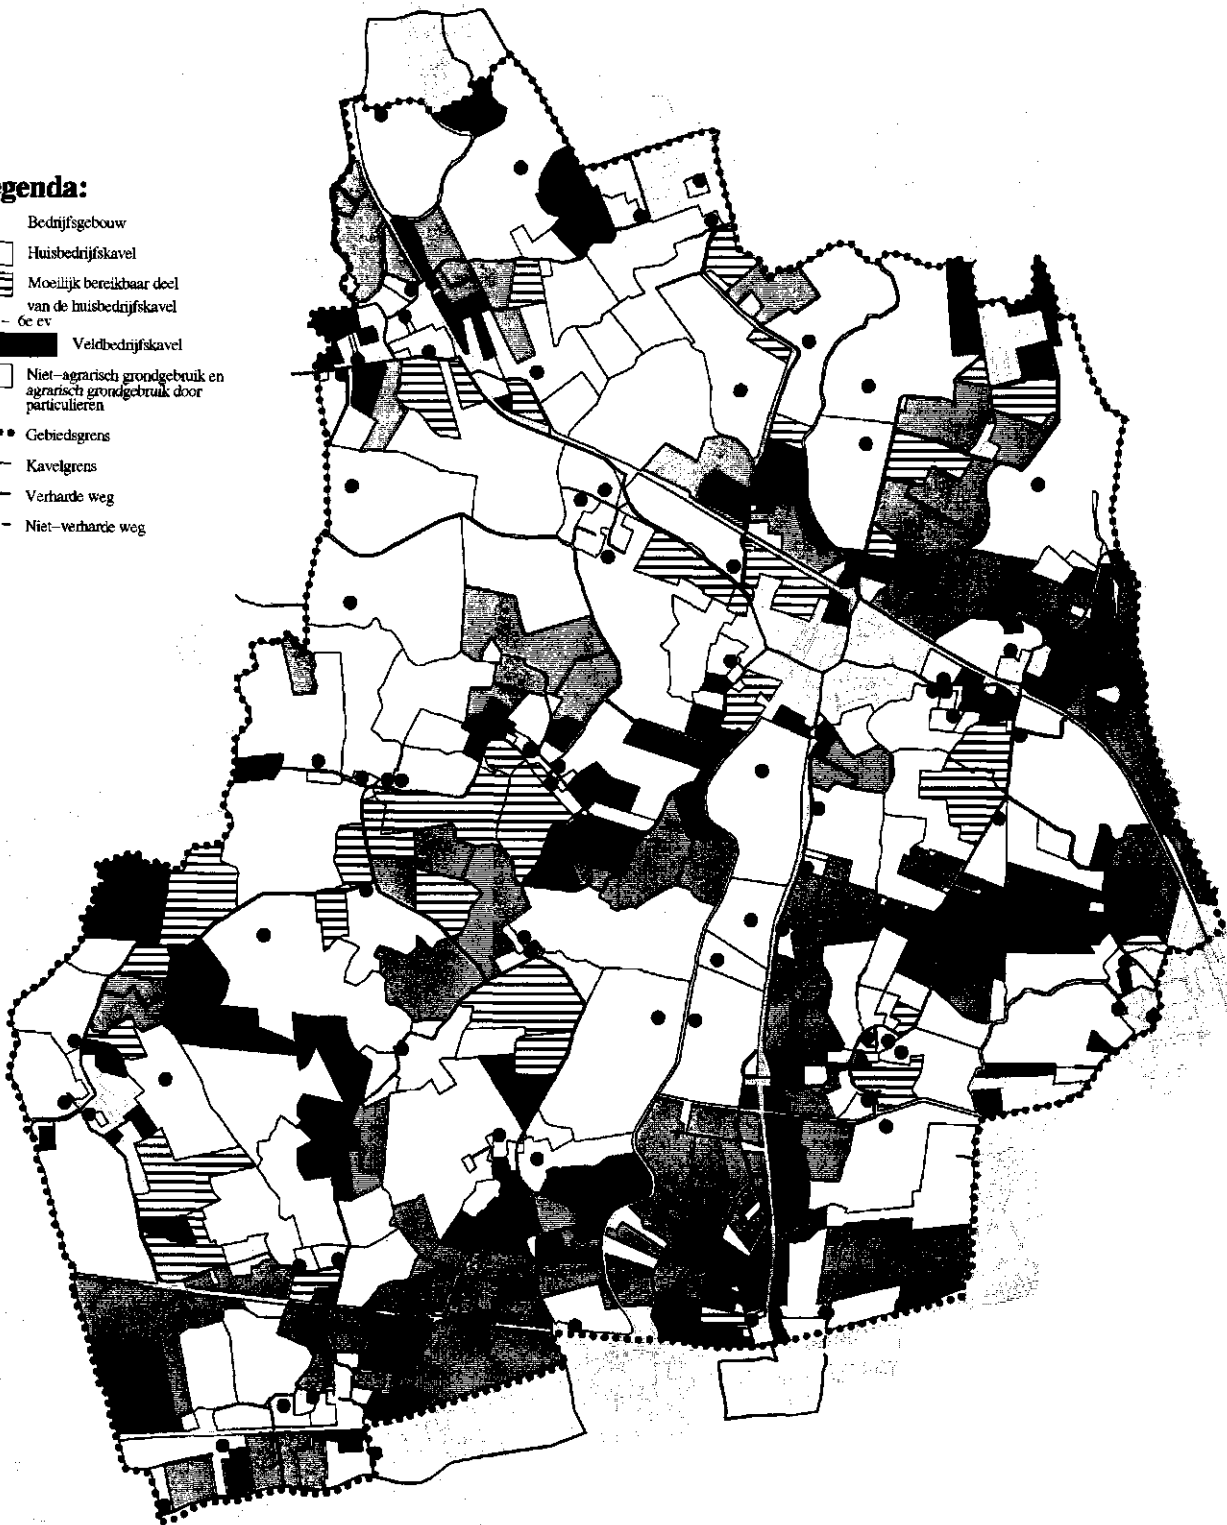 egenda:
Bedrijfsgebouw
Huisbedrijfskavel
Moeilijk bereikbaar deel
van de huisbedrijfskavel
- 6e ev
Veldbedrijfskavel
Niet-agrarisch grondgebruik en
agrarisch grondgebruik door
particulieren
Gebiedsgrens
Kavelgrens
Verharde weg
Niet-verharde weg